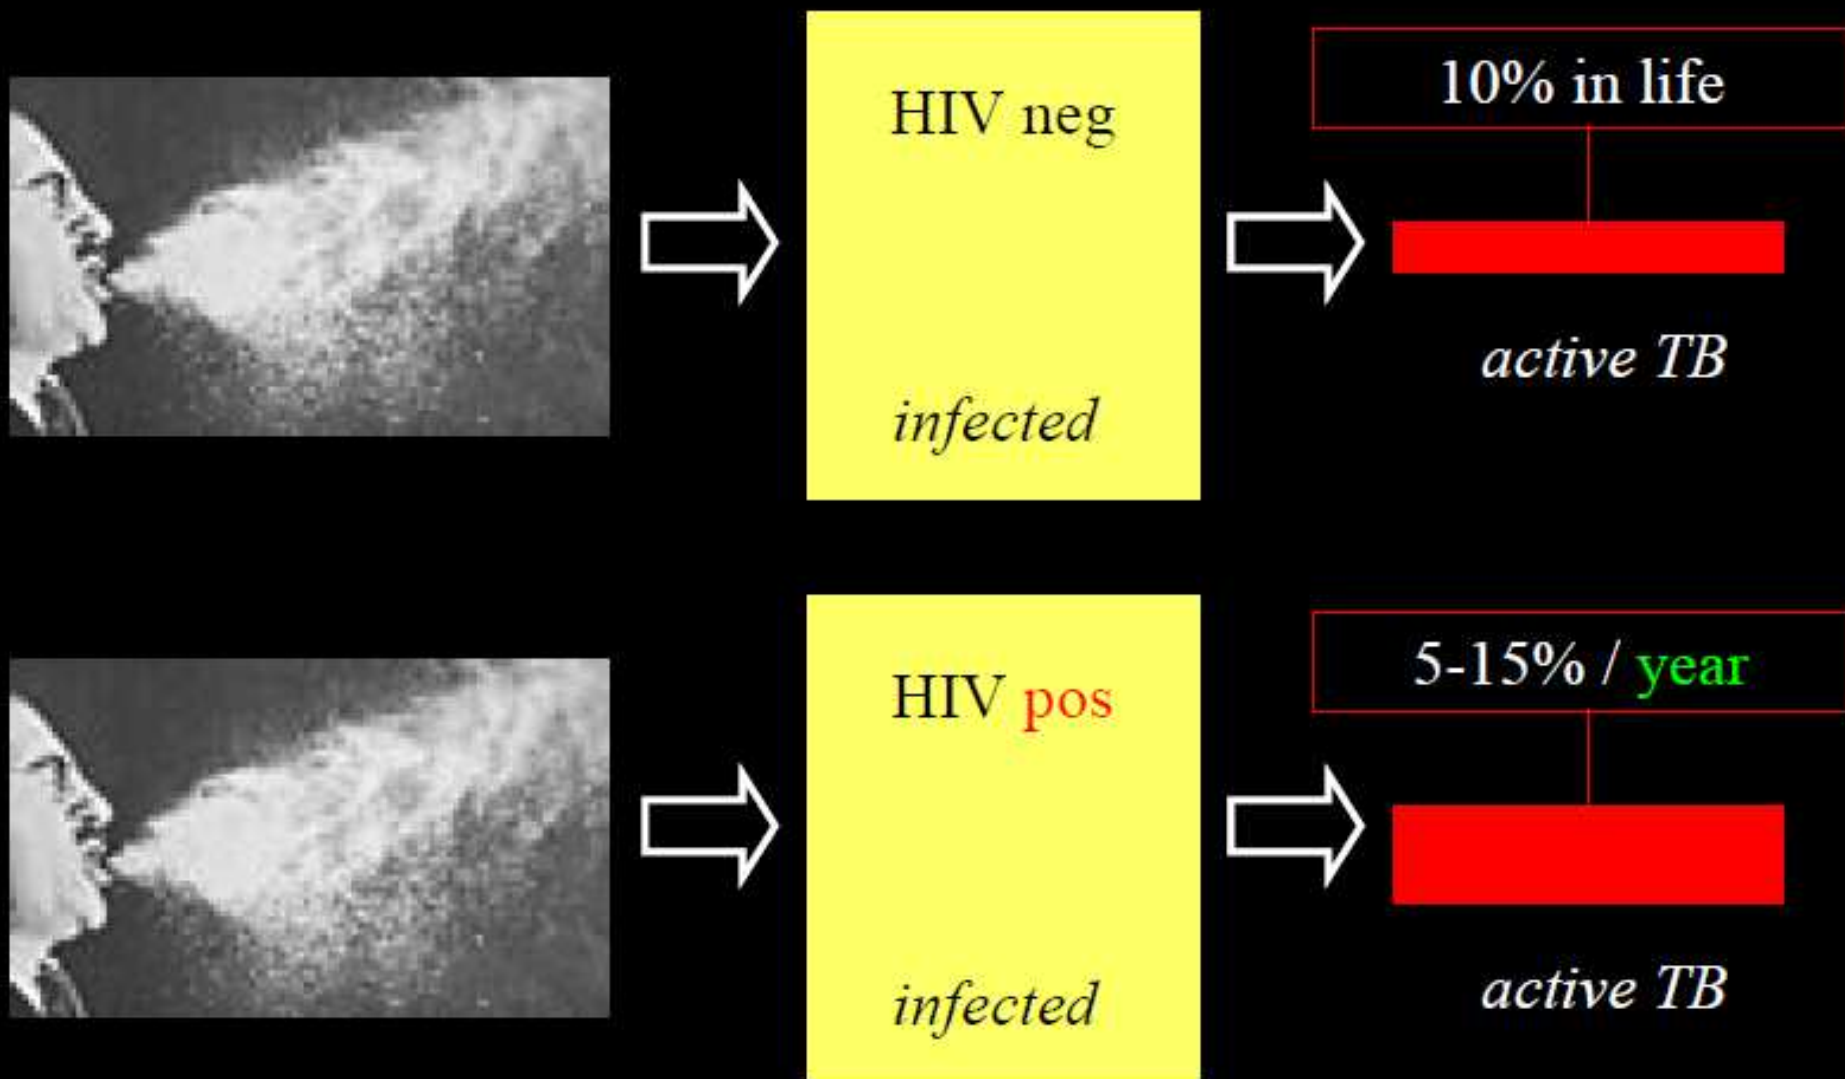 HIV neg
10% in life
infected
active TB
HIV pos
5-15% / year
infected
active TB